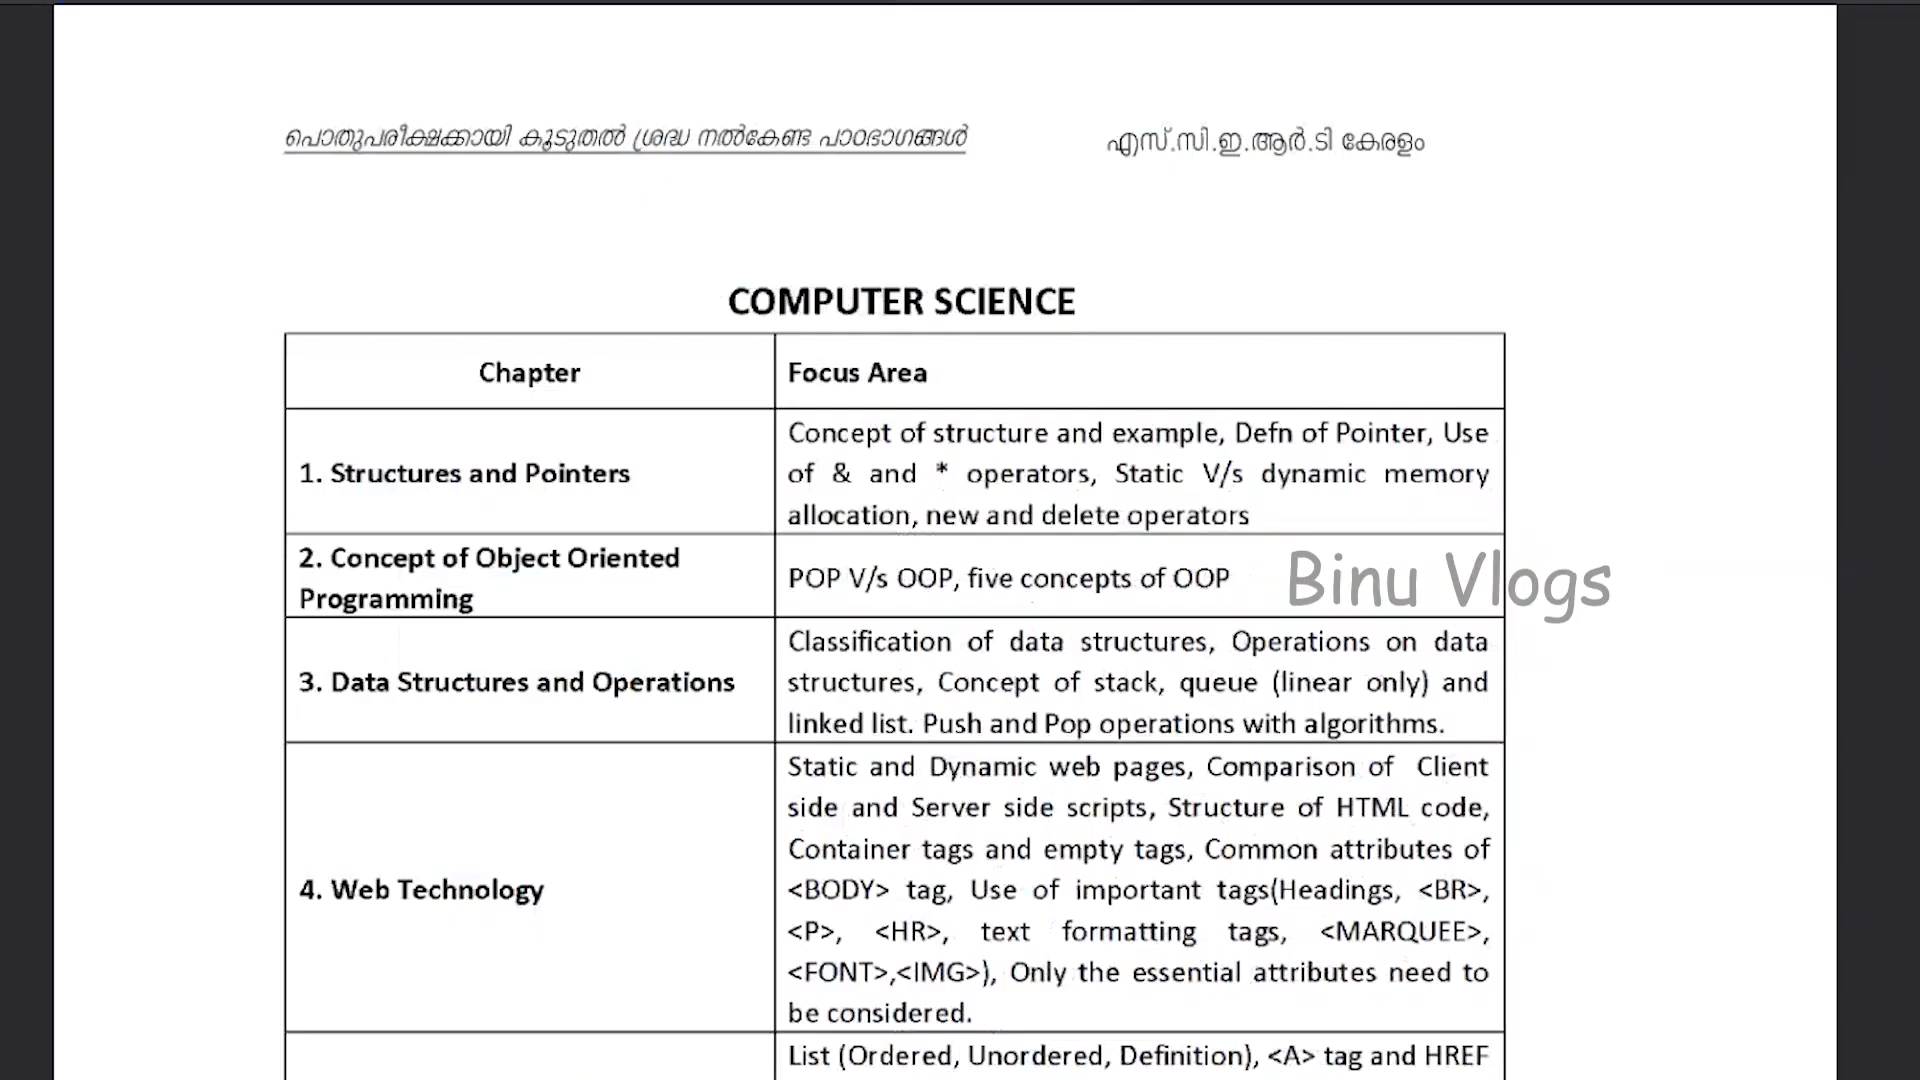 പൊതുപരീക്ഷക്കായി കൂടുതൽ ശ്രദ്ധ നൽകേണ്ട പാഠഭാഗങ്ങൾ
എസ്.സി.ഇ.ആർ.ടി കേരളം
COMPUTER SCIENCE
Chapter
Focus Area
1. Structures and Pointers
Concept of structure and example, Defn of Pointer, Use
of & and * operators, Static V/s dynamic memory
allocation, new and delete operators
2. Concept of Object Oriented
Programming
POP V/s OOP, five concepts of OOP
Binu Vlogs
3. Data Structures and Operations
Classification of data structures, Operations on data
structures, Concept of stack, queue (linear only) and
linked list. Push and Pop operations with algorithms.
4. Web Technology
Static and Dynamic web pages, Comparison of Client
side and Server side scripts, Structure of HTML code,
Container tags and empty tags, Common attributes of
<BODY> tag, Use of important tags(Headings, <BR>,
<P>, <HR>, text formatting tags, <MARQUEE>,
<FONT>,<IMG>), Only the essential attributes need to
be considered.
List (Ordered, Unordered, Definition), <A> tag and HREF